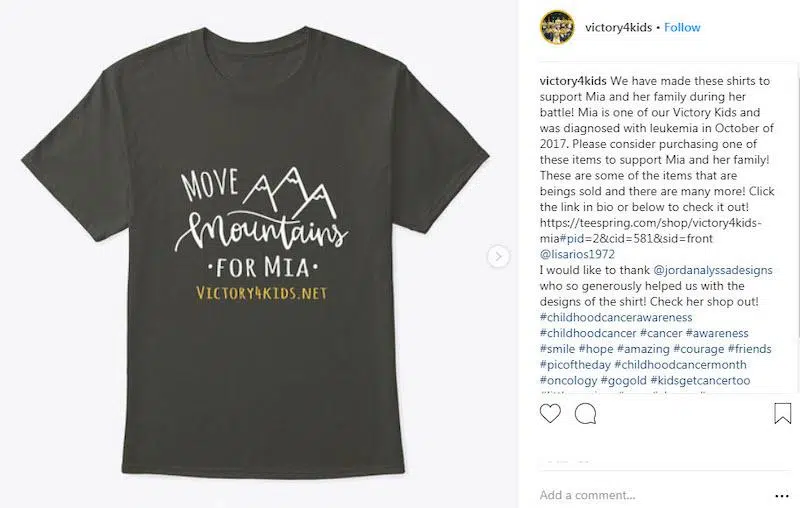 MOVE
Mountains
• FOR MIA •
VICTORY4KIDS.NET
victory4kids • Follow
victory4kids We have made these shirts to
support Mia and her family during her
battle! Mia is one of our Victory Kids and
was diagnosed with leukemia in October of
2017. Please consider purchasing one of
these items to support Mia and her family!
These are some of the items that are
beings sold and there are many more! Click
the link in bio or below to check it out!
https://teespring.com/shop/victory4kids-
mia#pid=2&cid=581&sid=front
@lisarios1972
I would like to thank @jordanalyssadesigns
who so generously helped us with the
designs of the shirt! Check her shop out!
#childhoodcancerawareness
#childhoodcancer #cancer #awareness
#smile #hope #amazing #courage #friends
#picoftheday #childhoodcancermonth
#oncology #gogold #kidsgetcancertoo
Add a comment...